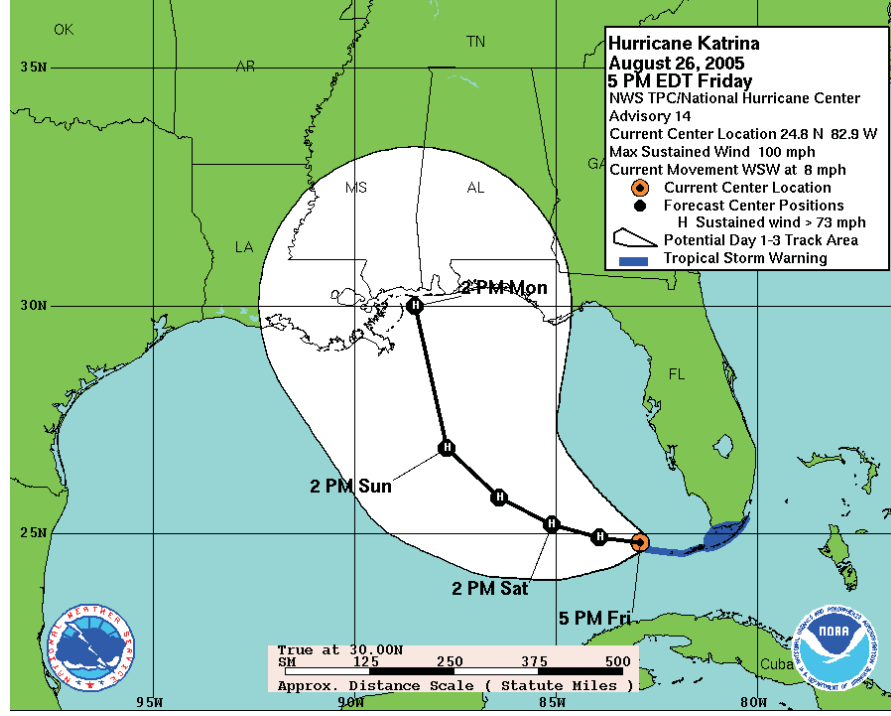 OK
TN
35N
AR
Hurricane Katrina
August 26, 2005
5 PM EDT Friday
NWS TPC/National Hurricane Center
Advisory 14
Current Center Location 24.8 N 82.9 W
Max Sustained Wind 100 mph
Current Movement WSW at 8 mph
Current Center Location
Forecast Center Positions
H Sustained wind > 73 mph
Potential Day 1-3 Track Area
Tropical Storm Warning
MS
AL
GA
LA
2 PM Mon
30N
H
FL
H
2 PM Sun
H
25N
H
H
2 PM Sat
5 PM Fri
NATIONAL WEATHER SERVICE
NOAA
True at 30.00N
SM 125 250 375 500
Approx. Distance Scale ( Statute Miles )
Cuba
95W
90W
85W
80W